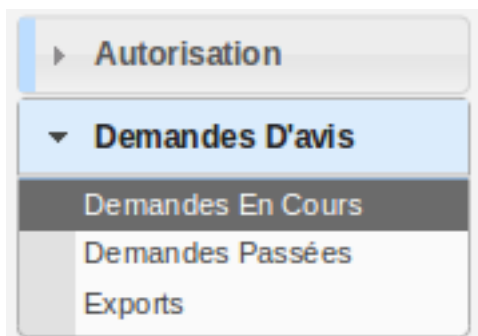 Autorisation
Demandes D'avis
Demandes En Cours
Demandes Passées
Exports